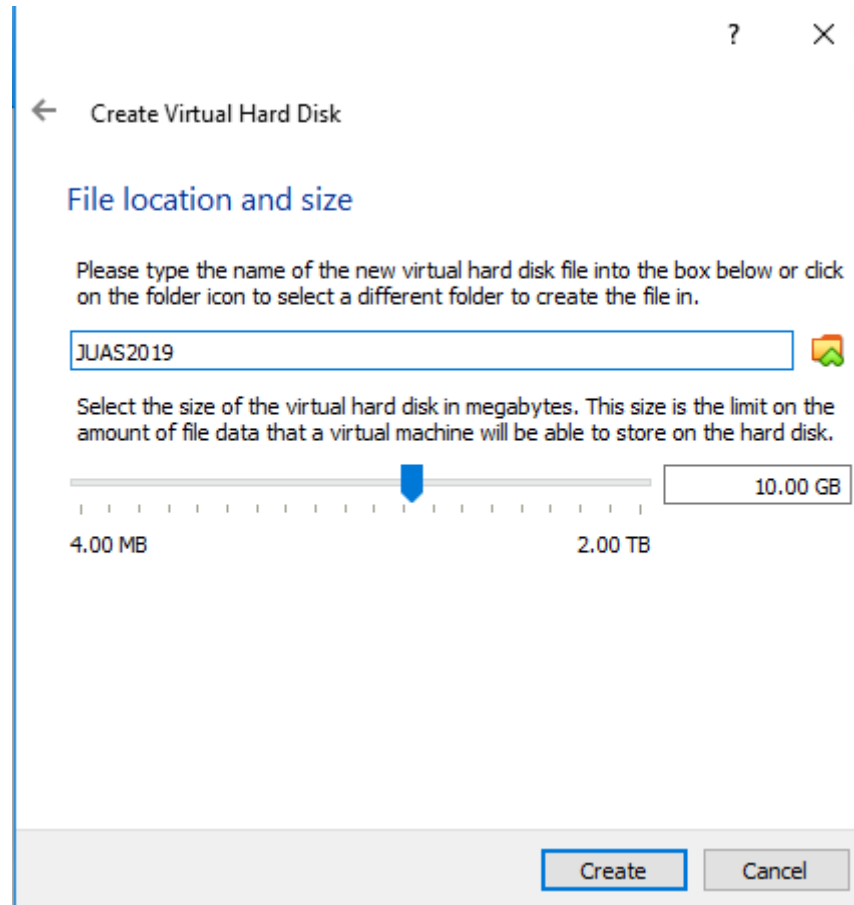 ?
Create Virtual Hard Disk
File location and size
Please type the name of the new virtual hard disk file into the box below or click
on the folder icon to select a different folder to create the file in.
JUAS2019
Select the size of the virtual hard disk in megabytes. This size is the limit on the
amount of file data that a virtual machine will be able to store on the hard disk.
10.00 GB
4.00 MB 2.00 TB
Create Cancel